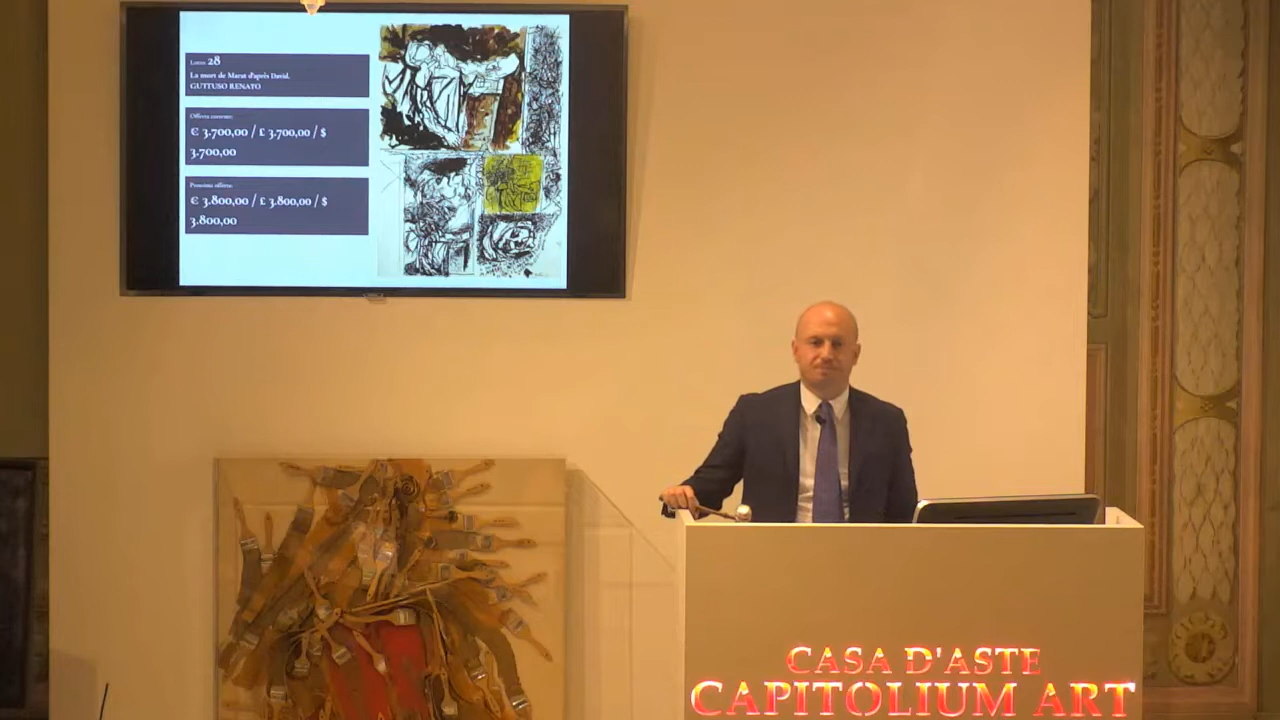 Lotto: 28
La mort de Marat d'après David.
GUTTUSO RENATO
Offerta corrente:
€ 3.700,00 / £ 3.700,00 / $
3.700,00
Prossima offerta:
€ 3.800,00 / £ 3.800,00 / $
3.800,00
CASA D'ASTE
CAPITOLIUM ART